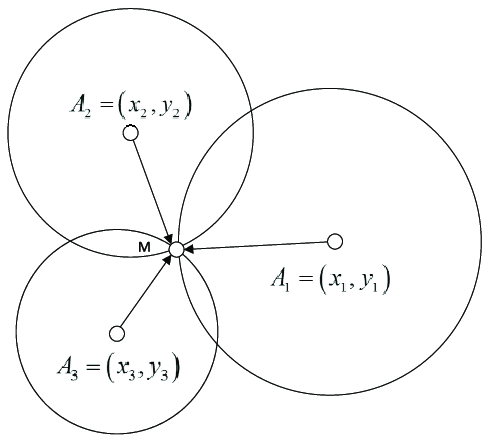 A₂ = (x₂, y₂)
M
A₁ = (x₁, y₁)
A₃ = (x₃, y₃)